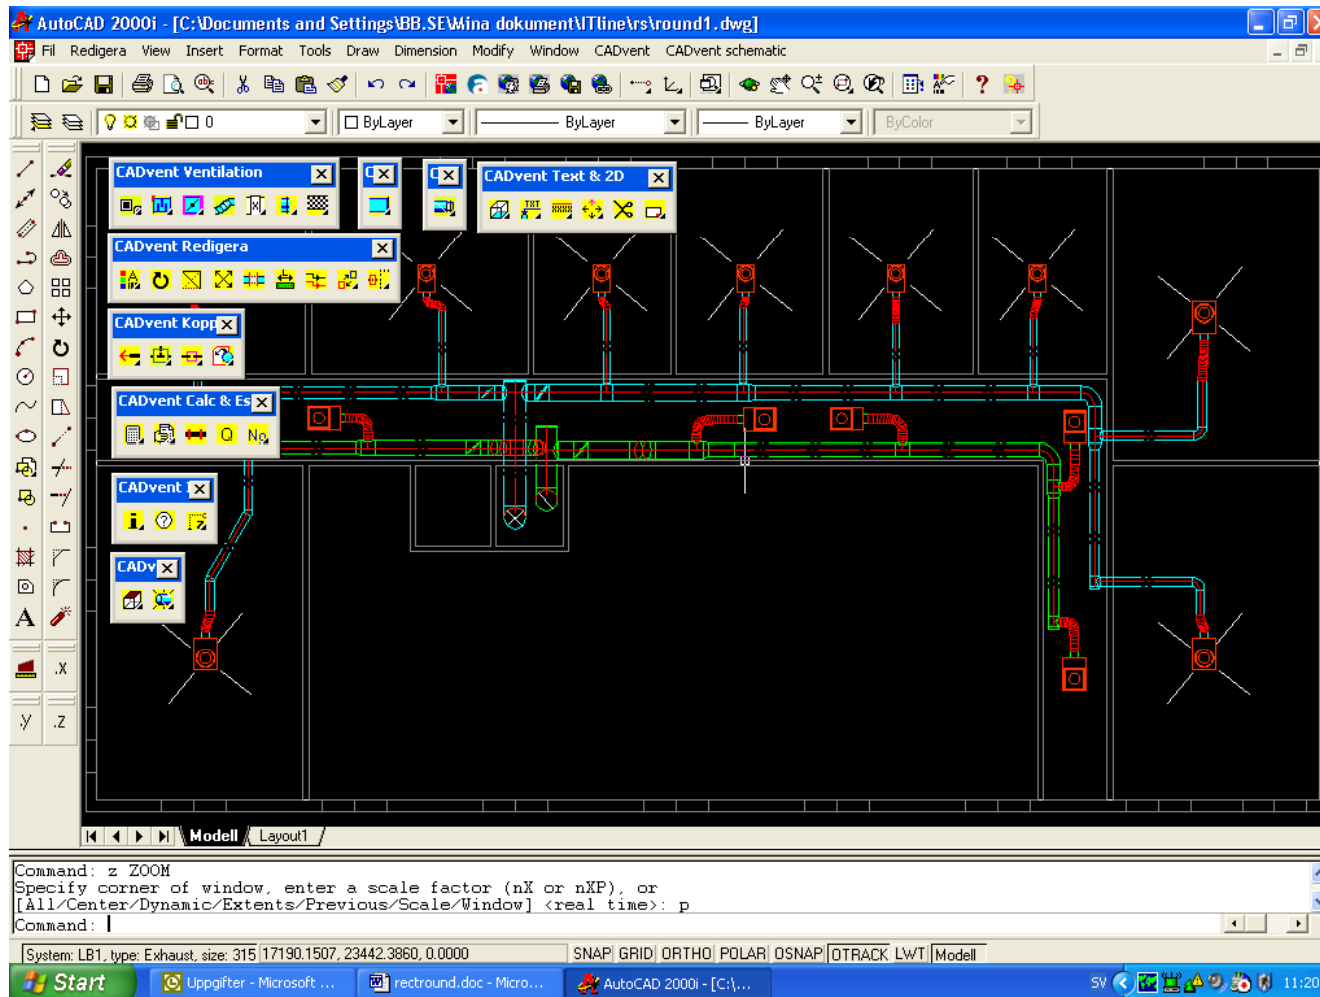 AutoCAD 2000i - [C:\Documents and Settings\BB.SE\Mina dokument\ITline\rs\round1.dwg]
Fil Redigera View Insert Format Tools Draw Dimension Modify Window CADvent CADvent schematic
0 ByLayer ByLayer ByLayer ByColor
CADvent Ventilation
C
C
CADvent Text & 2D
TXT
CADvent Redigera
CADvent Kopp
CADvent Calc & Es
Q No
CADvent I
CADv
A
.X
.Y .Z
Modell Layout1
Command: z ZOOM
Specify corner of window, enter a scale factor (nX or nXP), or
[All/Center/Dynamic/Extents/Previous/Scale/Window] <real time>: p
Command:
System: LB1, type: Exhaust, size: 315 17190.1507, 23442.3860, 0.0000 SNAP GRID ORTHO POLAR OSNAP OTRACK LWT Modell
Start Uppgifter - Microsoft ... rectround.doc - Micro... AutoCAD 2000i - [C:\... SV 11:20